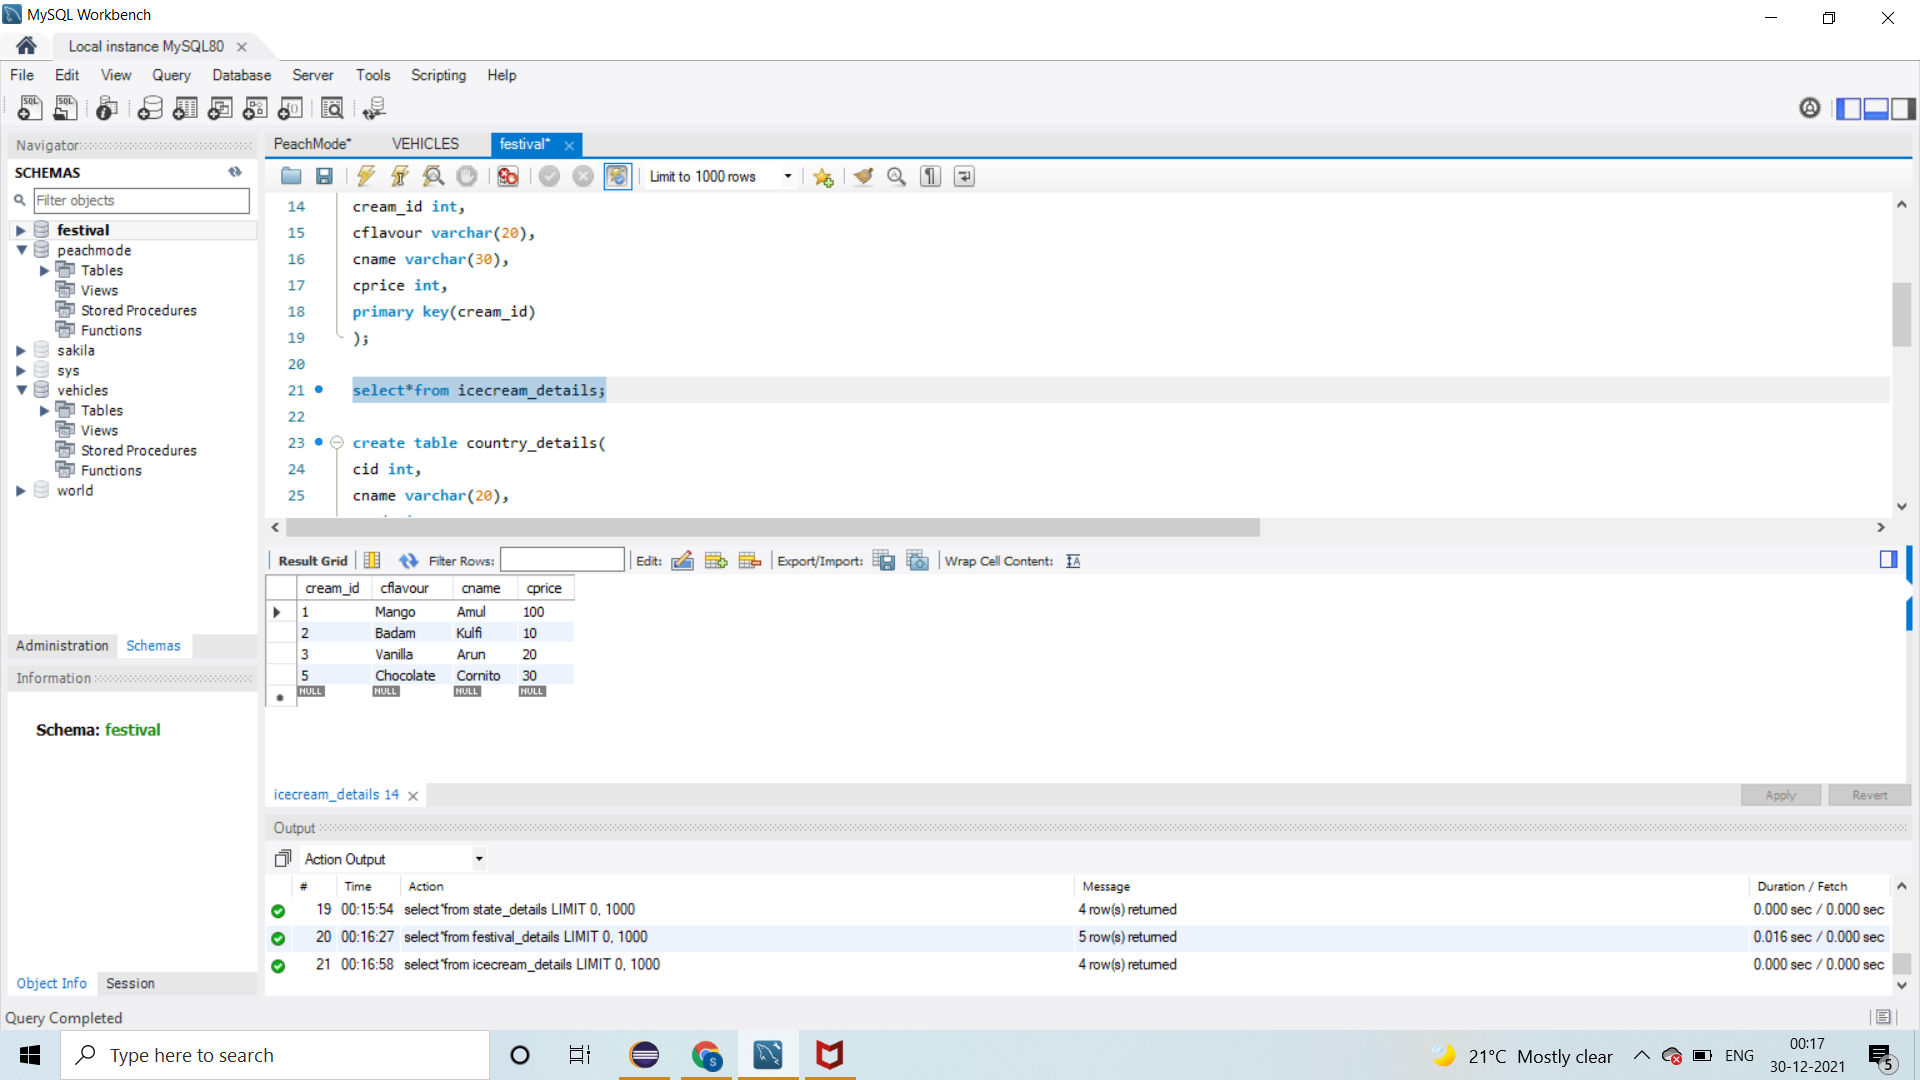 MySQL Workbench
Local instance MySQL80
File Edit View Query Database Server Tools Scripting Help
Navigator
SCHEMAS
Filter objects
festival
peachmode
Tables
Views
Stored Procedures
Functions
sakila
sys
vehicles
Tables
Views
Stored Procedures
Functions
world
Administration Schemas
Information
Schema: festival
Object Info Session
PeachMode* VEHICLES festival*
Limit to 1000 rows
14 cream_id int,
15 cflavour varchar(20),
16 cname varchar(30),
17 cprice int,
18 primary key(cream_id)
19 );
20
21 select*from icecream_details;
22
23 create table country_details(
24 cid int,
25 cname varchar(20),
Result Grid Filter Rows: Edit: Export/Import: Wrap Cell Content:
cream_id cflavour cname cprice
1 Mango Amul 100
2 Badam Kulfi 10
3 Vanilla Arun 20
5 Chocolate Cornito 30
NULL NULL NULL NULL
icecream_details 14
Apply Revert
Output
Action Output
# Time Action Message Duration / Fetch
19 00:15:54 select*from state_details LIMIT 0, 1000 4 row(s) returned 0.000 sec / 0.000 sec
20 00:16:27 select*from festival_details LIMIT 0, 1000 5 row(s) returned 0.016 sec / 0.000 sec
21 00:16:58 select*from icecream_details LIMIT 0, 1000 4 row(s) returned 0.000 sec / 0.000 sec
Query Completed
Type here to search
S
21°C Mostly clear
ENG
00:17
30-12-2021
5